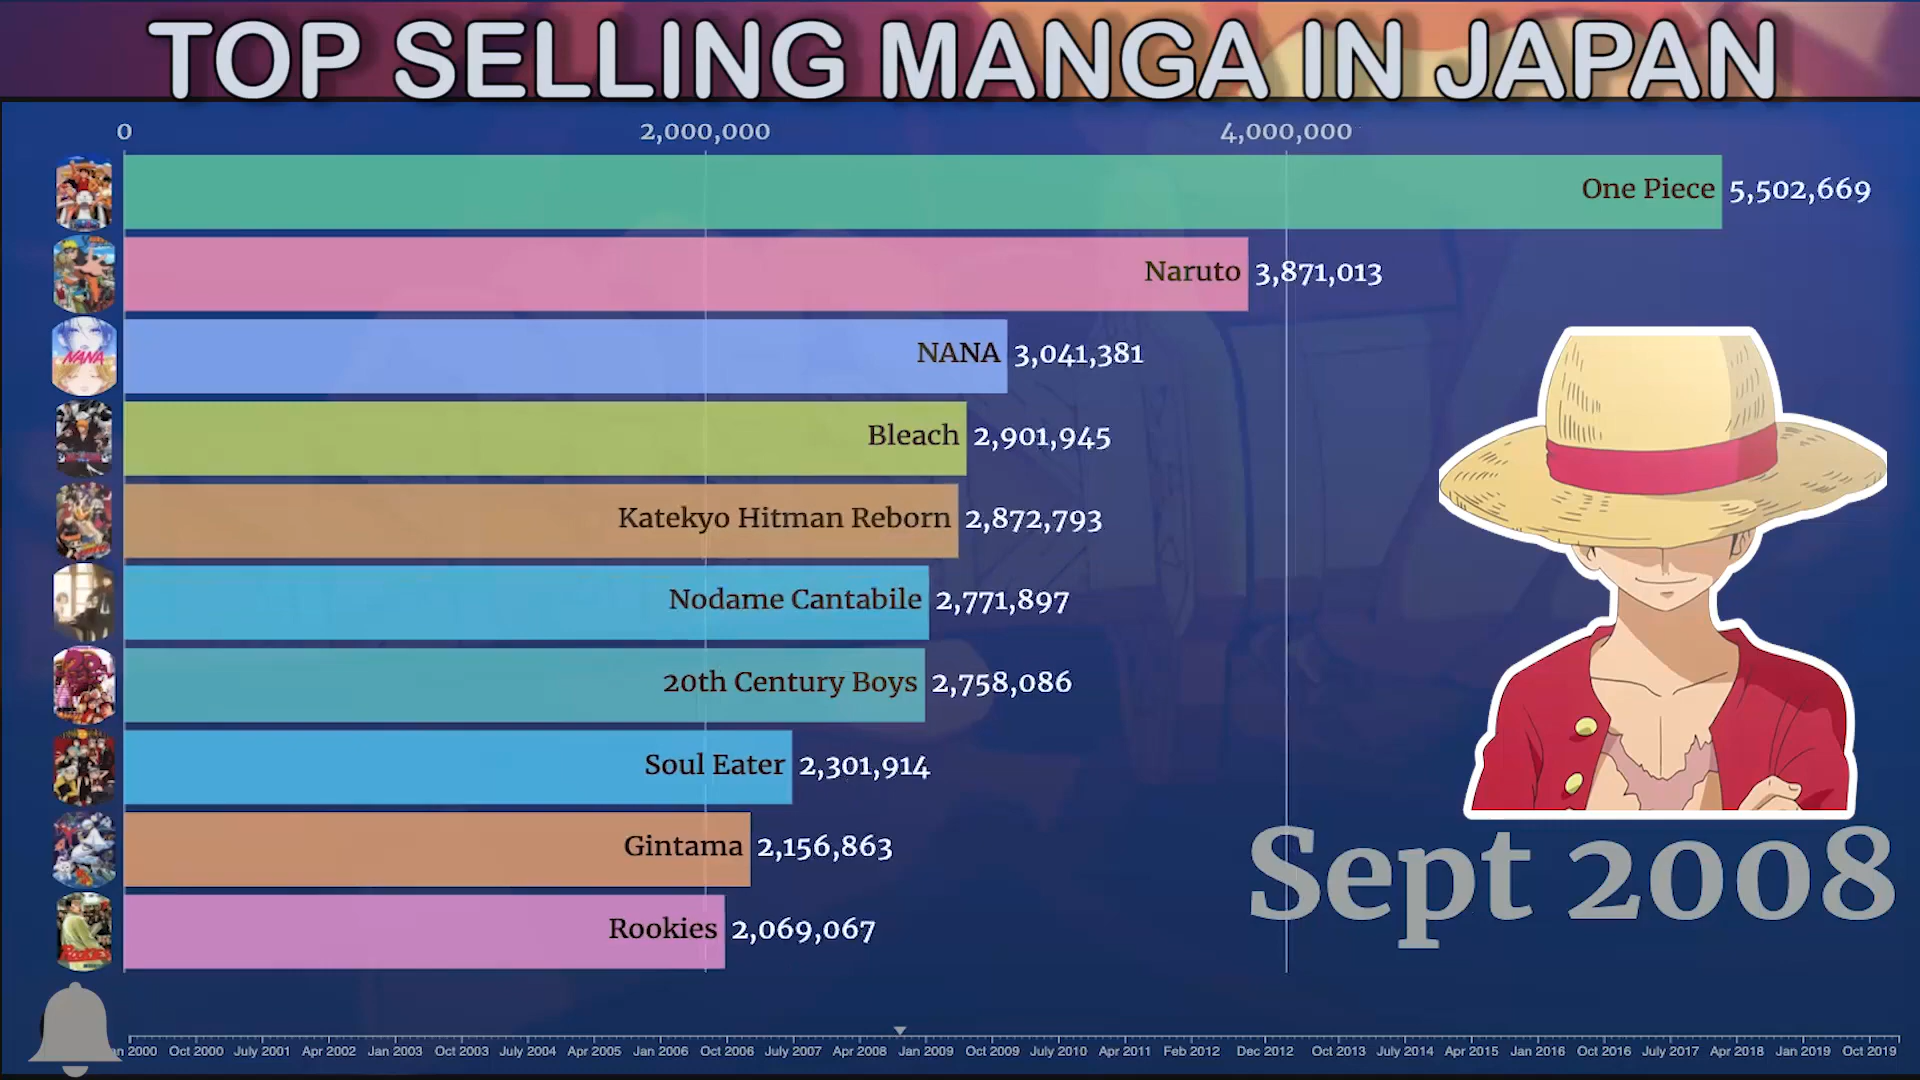 TOP SELLING MANGA IN JAPAN
0 2,000,000 4,000,000
One Piece 5,502,669
Naruto 3,871,013
NANA
NANA 3,041,381
Bleach 2,901,945
Katekyo Hitman Reborn 2,872,793
Nodame Cantabile 2,771,897
20th Century Boys 2,758,086
Soul Eater 2,301,914
Gintama 2,156,863
ROOKIES
Rookies 2,069,067
Sept 2008
n 2000 Oct 2000 July 2001 Apr 2002 Jan 2003 Oct 2003 July 2004 Apr 2005 Jan 2006 Oct 2006 July 2007 Apr 2008 Jan 2009 Oct 2009 July 2010 Apr 2011 Feb 2012 Dec 2012 Oct 2013 July 2014 Apr 2015 Jan 2016 Oct 2016 July 2017 Apr 2018 Jan 2019 Oct 2019